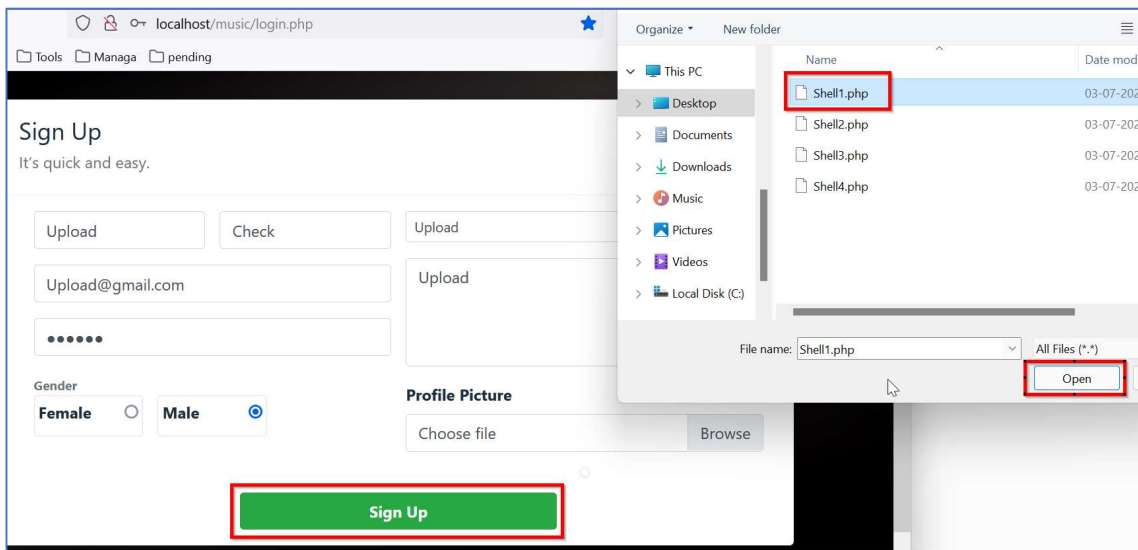 localhost/music/login.php
Tools Managa pending
Sign Up
It's quick and easy.
Upload Check
Upload@gmail.com
●●●●●●
Gender
Female Male
Upload
Upload
Profile Picture
Choose file Browse
Sign Up
Organize New folder
This PC
Desktop
Documents
Downloads
Music
Pictures
Videos
Local Disk (C:)
Name Date mod
Shell1.php 03-07-202
Shell2.php 03-07-202
Shell3.php 03-07-202
Shell4.php 03-07-202
File name: Shell1.php All Files (*.*)
Open